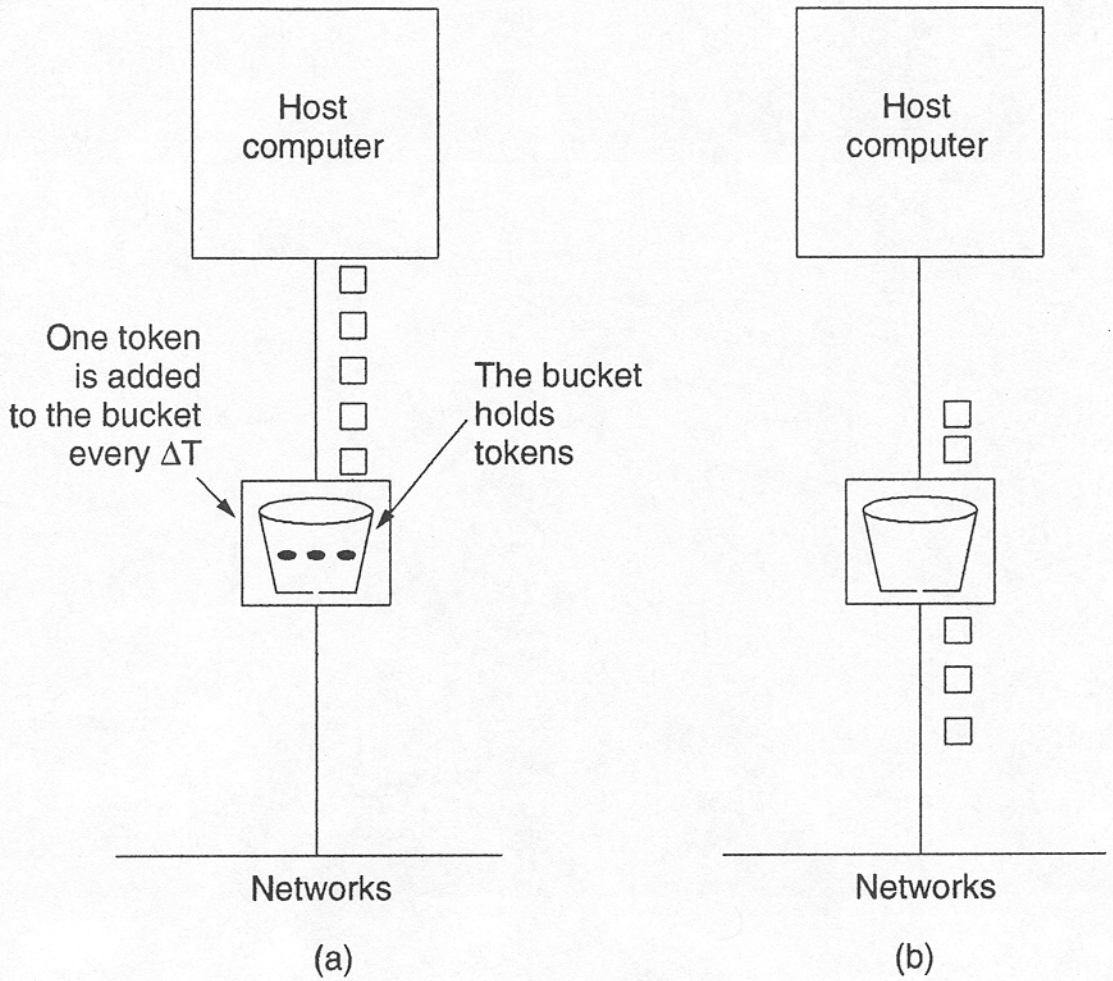 Host
computer
One token
is added
to the bucket
every ΔT
The bucket
holds
tokens
Networks
(a)
Host
computer
Networks
(b)